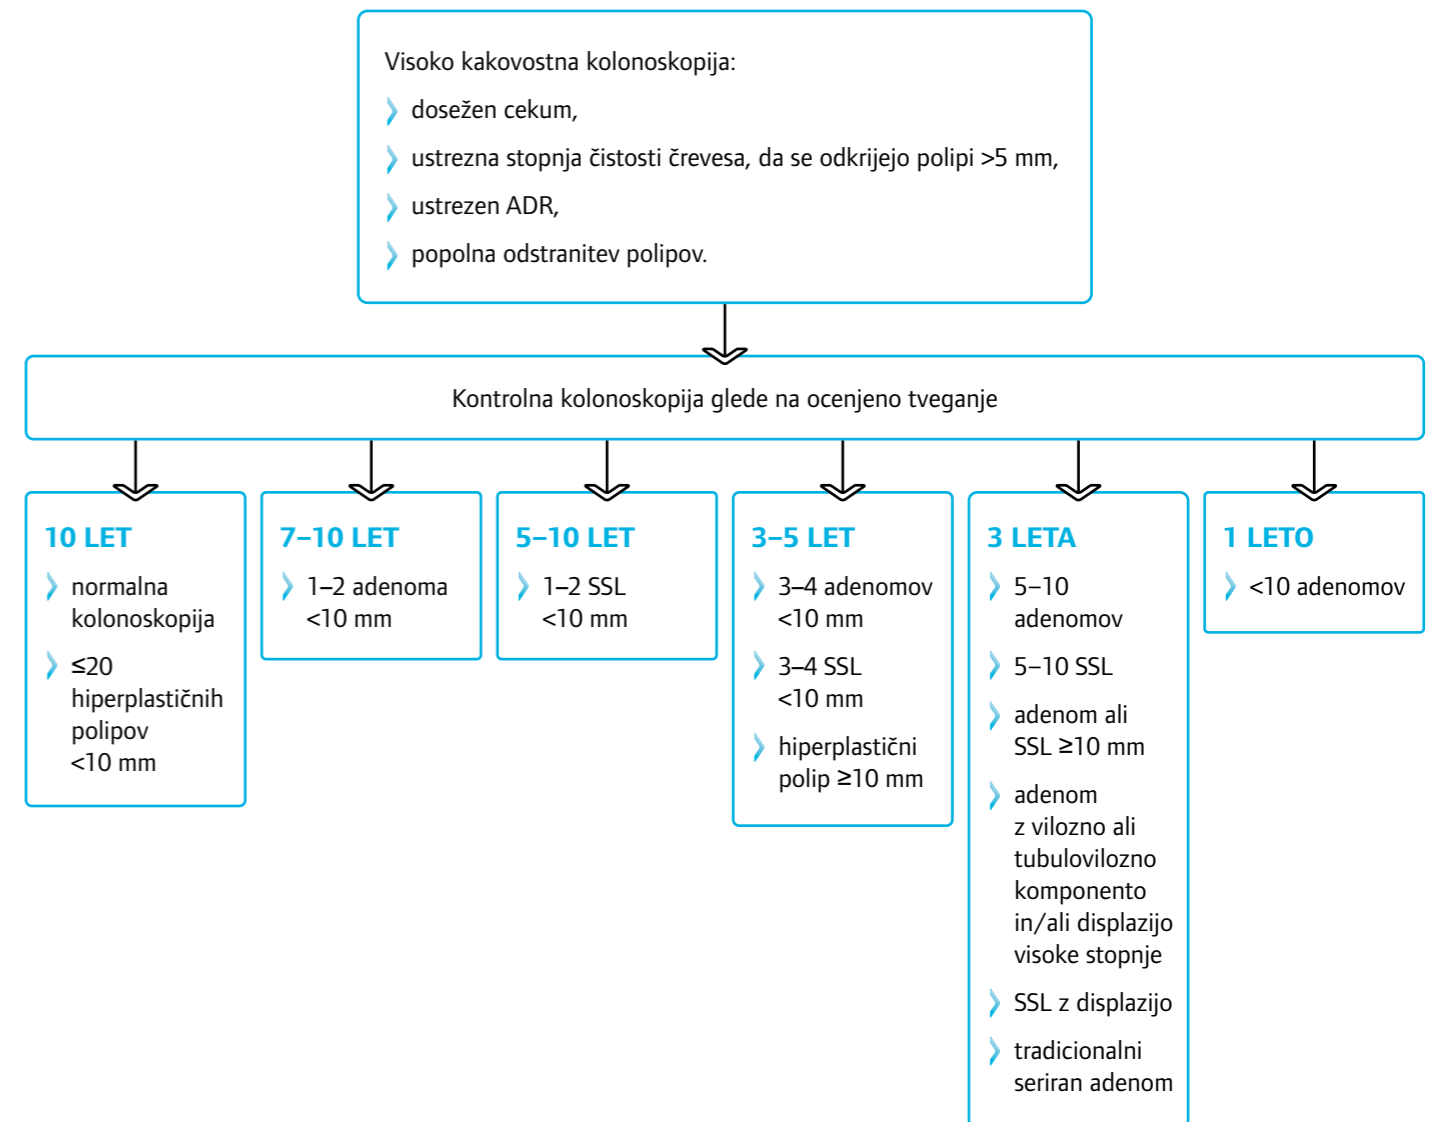 Visoko kakovostna kolonoskopija:
dosežen cekum,
ustrezna stopnja čistosti črevesa, da se odkrijejo polipi >5 mm,
ustrezen ADR,
popolna odstranitev polipov.
Kontrolna kolonoskopija glede na ocenjeno tveganje
10 LET
normalna
kolonoskopija
≤20
hiperplastičnih
polipov
<10 mm
7–10 LET
1–2 adenoma
<10 mm
5–10 LET
1–2 SSL
<10 mm
3–5 LET
3–4 adenomov
<10 mm
3–4 SSL
<10 mm
hiperplastični
polip ≥10 mm
3 LETA
5–10
adenomov
5–10 SSL
adenom ali
SSL ≥10 mm
adenom
z vilozno ali
tubulovilozno
komponento
in/ali displazijo
visoke stopnje
SSL z displazijo
tradicionalni
seriran adenom
1 LETO
<10 adenomov